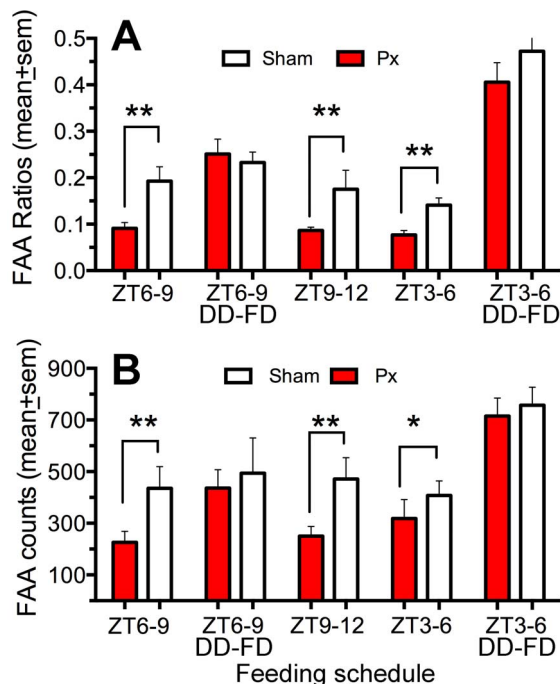 A
Sham Px
FAA Ratios (mean±sem)
0.5
0.4
0.3
0.2
0.1
0.0
**
**
**
ZT6-9 ZT6-9 ZT9-12 ZT3-6 ZT3-6
DD-FD DD-FD
B
Sham Px
FAA counts (mean±sem)
900
700
500
300
100
**
**
*
ZT6-9 ZT6-9 ZT9-12 ZT3-6 ZT3-6
DD-FD DD-FD
Feeding schedule